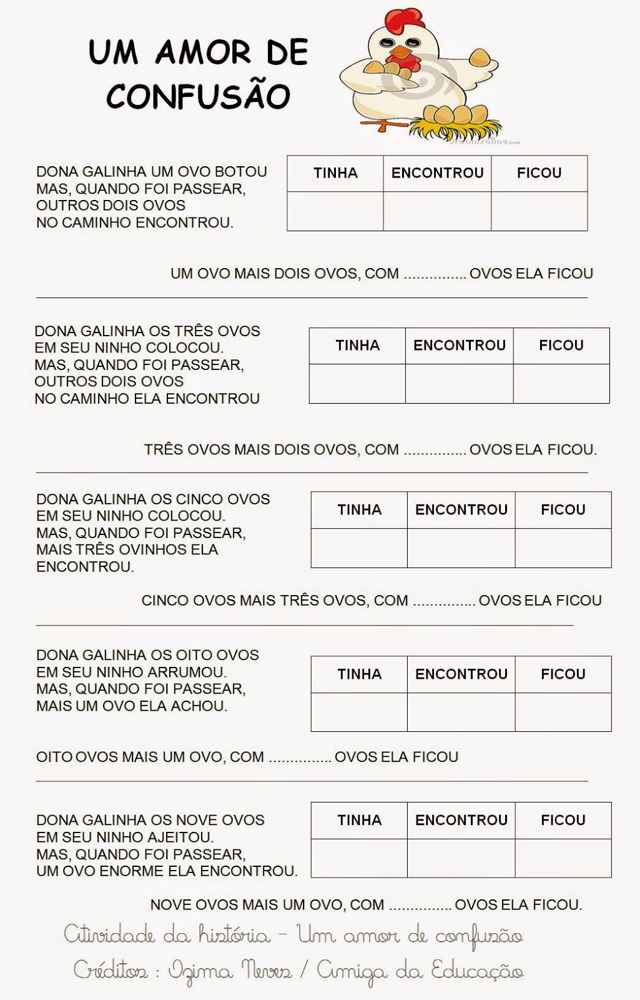 UM AMOR DE
CONFUSÃO
dreamstime.com
DONA GALINHA UM OVO BOTOU
MAS, QUANDO FOI PASSEAR,
OUTROS DOIS OVOS
NO CAMINHO ENCONTROU.
TINHA ENCONTROU FICOU
UM OVO MAIS DOIS OVOS, COM ............... OVOS ELA FICOU
DONA GALINHA OS TRÊS OVOS
EM SEU NINHO COLOCOU.
MAS, QUANDO FOI PASSEAR,
OUTROS DOIS OVOS
NO CAMINHO ELA ENCONTROU
TINHA ENCONTROU FICOU
TRÊS OVOS MAIS DOIS OVOS, COM ............... OVOS ELA FICOU.
DONA GALINHA OS CINCO OVOS
EM SEU NINHO COLOCOU.
MAS, QUANDO FOI PASSEAR,
MAIS TRÊS OVINHOS ELA
ENCONTROU.
TINHA ENCONTROU FICOU
CINCO OVOS MAIS TRÊS OVOS, COM ............... OVOS ELA FICOU
DONA GALINHA OS OITO OVOS
EM SEU NINHO ARRUMOU.
MAS, QUANDO FOI PASSEAR,
MAIS UM OVO ELA ACHOU.
TINHA ENCONTROU FICOU
OITO OVOS MAIS UM OVO, COM ............... OVOS ELA FICOU
DONA GALINHA OS NOVE OVOS
EM SEU NINHO AJEITOU.
MAS, QUANDO FOI PASSEAR,
UM OVO ENORME ELA ENCONTROU.
TINHA ENCONTROU FICOU
NOVE OVOS MAIS UM OVO, COM ............... OVOS ELA FICOU.
Atividade da história - Um amor de confusão
Créditos : Ozima Neves / Amiga da Educação